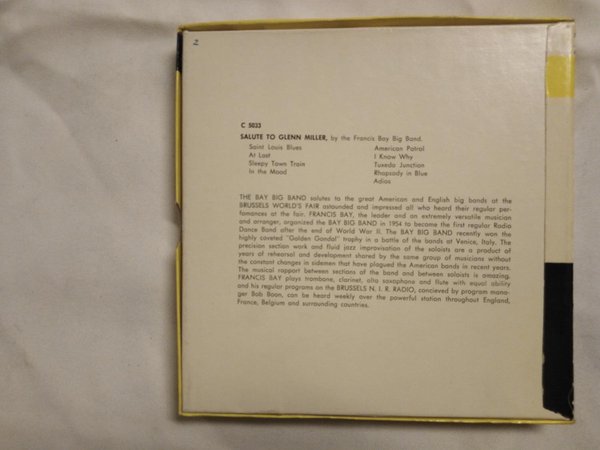 2
C 5033
SALUTE TO GLENN MILLER, by the Francis Bay Big Band.
Saint Louis Blues American Patrol
At Last I Know Why
Sleepy Town Train Tuxedo Junction
In the Mood Rhapsody in Blue
Adios
THE BAY BIG BAND salutes to the great American and English big bands at the
BRUSSELS WORLD'S FAIR astounded and impressed all who heard their regular per-
fomances at the fair. FRANCIS BAY, the leader and an extremely versatile musician
and arranger, organized the BAY BIG BAND in 1954 to become the first regular Radio
Dance Band after the end of World War II. The BAY BIG BAND recently won the
highly coveted "Golden Gondal" trophy in a battle of the bands at Venice, Italy. The
precision section work and fluid jazz improvisation of the soloists are a product of
years of rehearsal and development shared by the same group of musicians without
the constant changes in sidemen that have plagued the American bands in recent years.
The musical rapport between sections of the band and between soloists is amazing.
FRANCIS BAY plays trombone, clarinet, alto saxophone and flute with equal ability
and his regular programs on the BRUSSELS N. I. R. RADIO, concieved by program mana-
ger Bob Boon, can be heard weekly over the powerful station throughout England,
France, Belgium and surrounding countries.